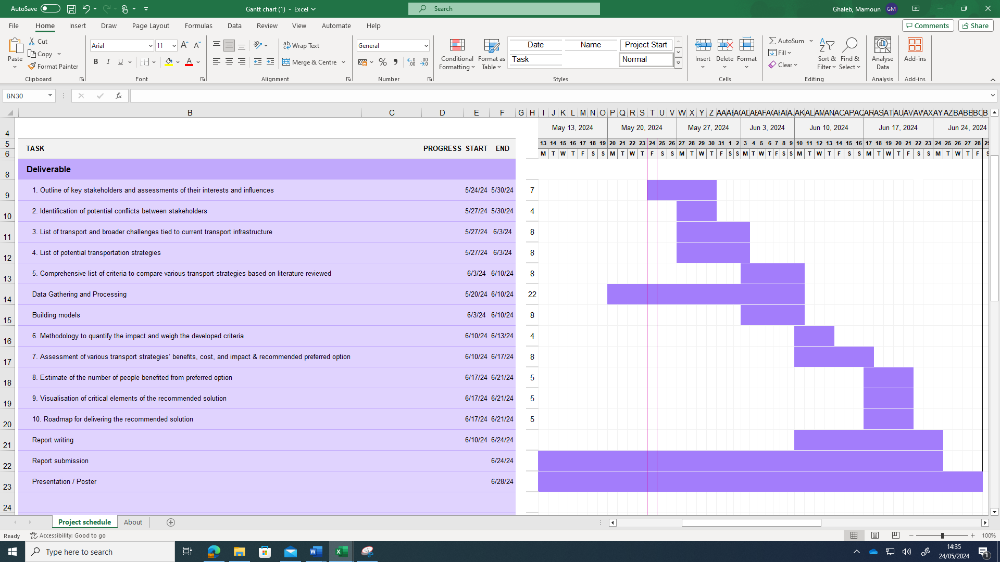 AutoSave
Gantt chart (1) - Excel
Search
Ghaleb, Mamoun GM
File Home Insert Draw Page Layout Formulas Data Review View Automate Help
Comments Share
Paste
Cut
Copy
Format Painter
Clipboard
Arial 11
B I U
Font
Wrap Text
Merge & Centre
Alignment
General
Number
Conditional Formatting
Format as Table
Date Name Project Start
Task Normal
Styles
Insert Delete Format
Cells
AutoSum
Fill
Clear
Sort & Filter
Find & Select
Editing
Analyse Data
Analysis
Add-ins
Add-ins
BN30
fx
B C D E F G H I J K L M N O P Q R S T U V W X Y Z
4 May 13, 2024 May 20, 2024 May 27, 2024 Jun 3, 2024 Jun 10, 2024 Jun 17, 2024 Jun 24, 2024
5 13 14 15 16 17 18 19 20 21 22 23 24 25 26 27 28 29 30 31 1 2 3 4 5 6 7 8 9 10 11 12 13 14 15 16 17 18 19 20 21 22 23 24 25 26 27 28 29
TASK PROGRESS START END
6 M T W T F S S M T W T F S S M T W T F S S M T W T F S S M T W T F S S M T W T F S S M T W T F S
8 Deliverable
9 1. Outline of key stakeholders and assessments of their interests and influences 5/24/24 5/30/24 7
10 2. Identification of potential conflicts between stakeholders 5/27/24 5/30/24 4
11 3. List of transport and broader challenges tied to current transport infrastructure 5/27/24 6/3/24 8
12 4. List of potential transportation strategies 5/27/24 6/3/24 8
13 5. Comprehensive list of criteria to compare various transport strategies based on literature reviewed 6/3/24 6/10/24 8
14 Data Gathering and Processing 5/20/24 6/10/24 22
15 Building models 6/3/24 6/10/24 8
16 6. Methodology to quantify the impact and weigh the developed criteria 6/10/24 6/13/24 4
17 7. Assessment of various transport strategies’ benefits, cost, and impact & recommended preferred option 6/10/24 6/17/24 8
18 8. Estimate of the number of people benefited from preferred option 6/17/24 6/21/24 5
19 9. Visualisation of critical elements of the recommended solution 6/17/24 6/21/24 5
20 10. Roadmap for delivering the recommended solution 6/17/24 6/21/24 5
21 Report writing 6/10/24 6/24/24
22 Report submission 6/24/24
23 Presentation / Poster 6/28/24
24
Project schedule About
Ready Accessibility: Good to go 100%
Type here to search
14:35
24/05/2024
1